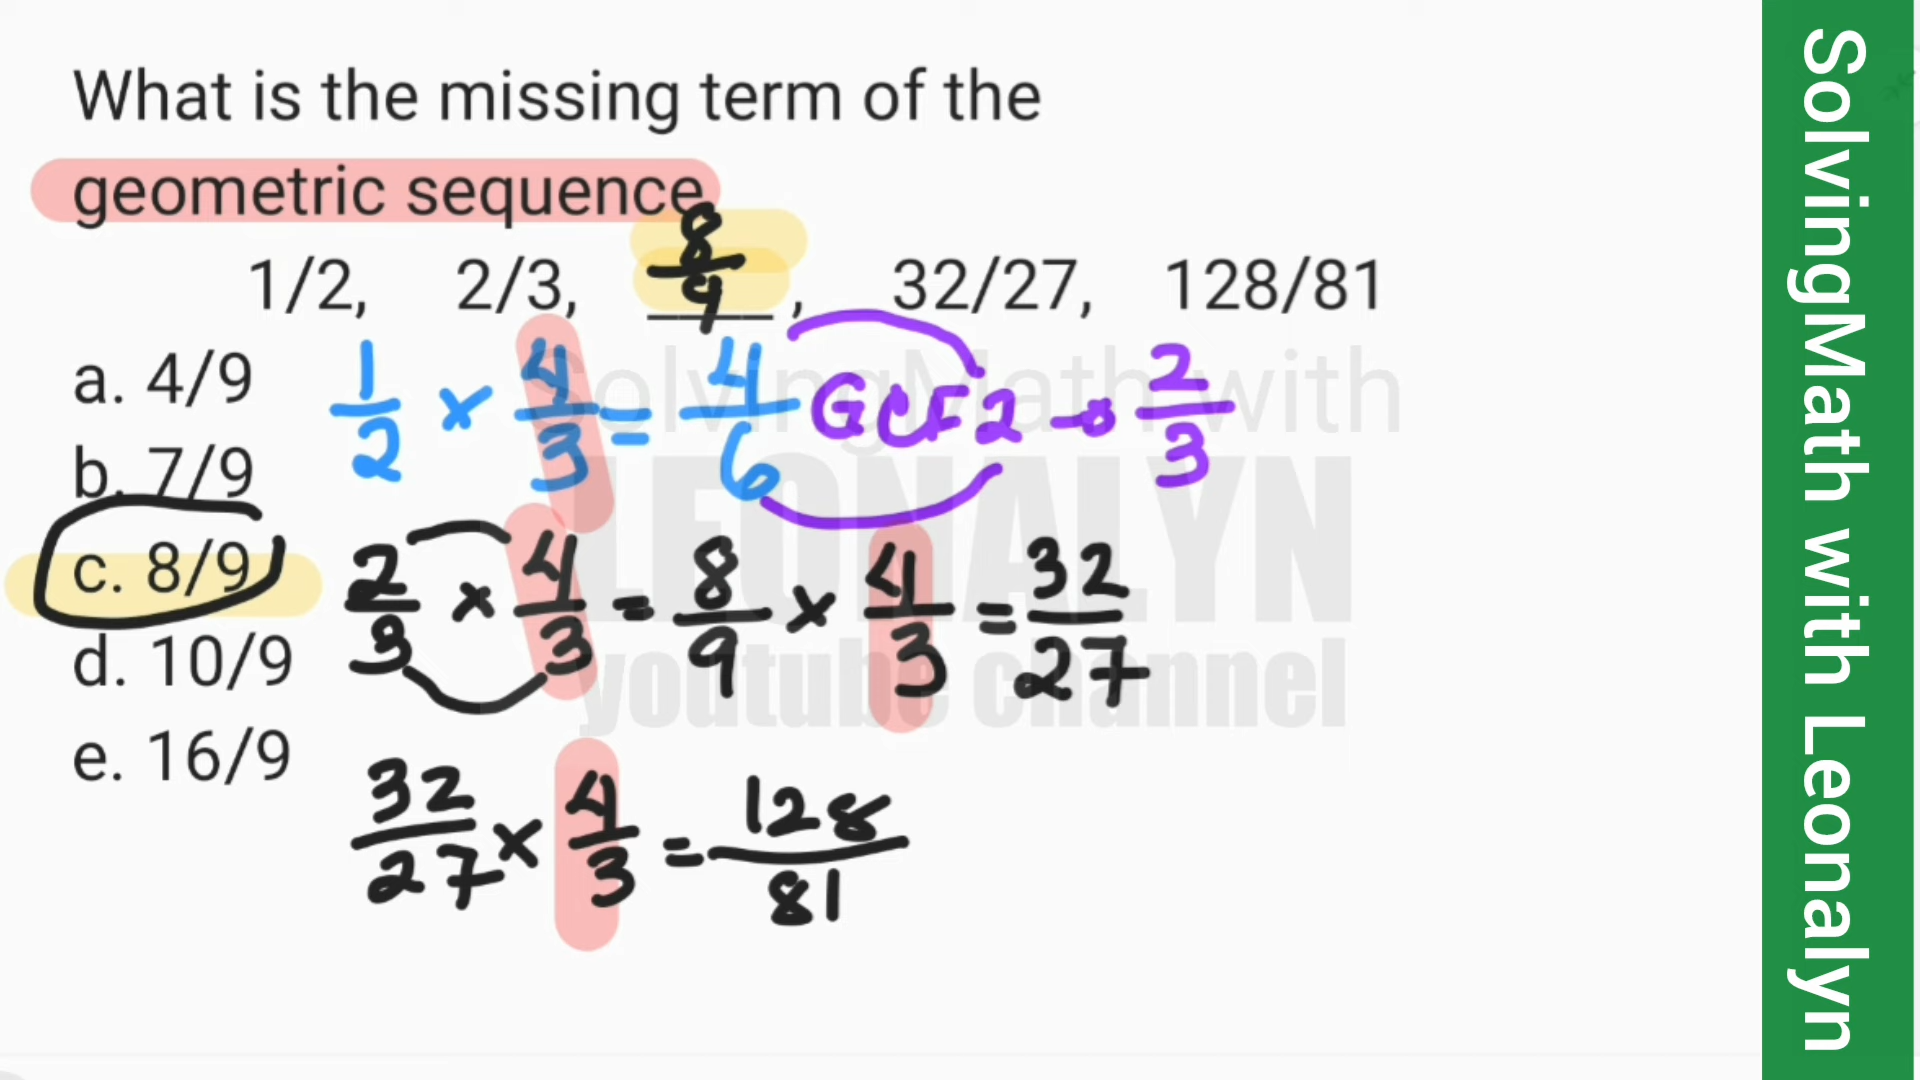 What is the missing term of the
geometric sequence
1/2, 2/3, 8/9, 32/27, 128/81
a. 4/9
1/2 × 4/3 = 4/6 GCF 2 → 2/3
b. 7/9
c. 8/9
2/3 × 4/3 = 8/9 × 4/3 = 32/27
d. 10/9
e. 16/9
32/27 × 4/3 = 128/81
SolvingMath with
LEONALYN
youtube channel
SolvingMath with Leonalyn